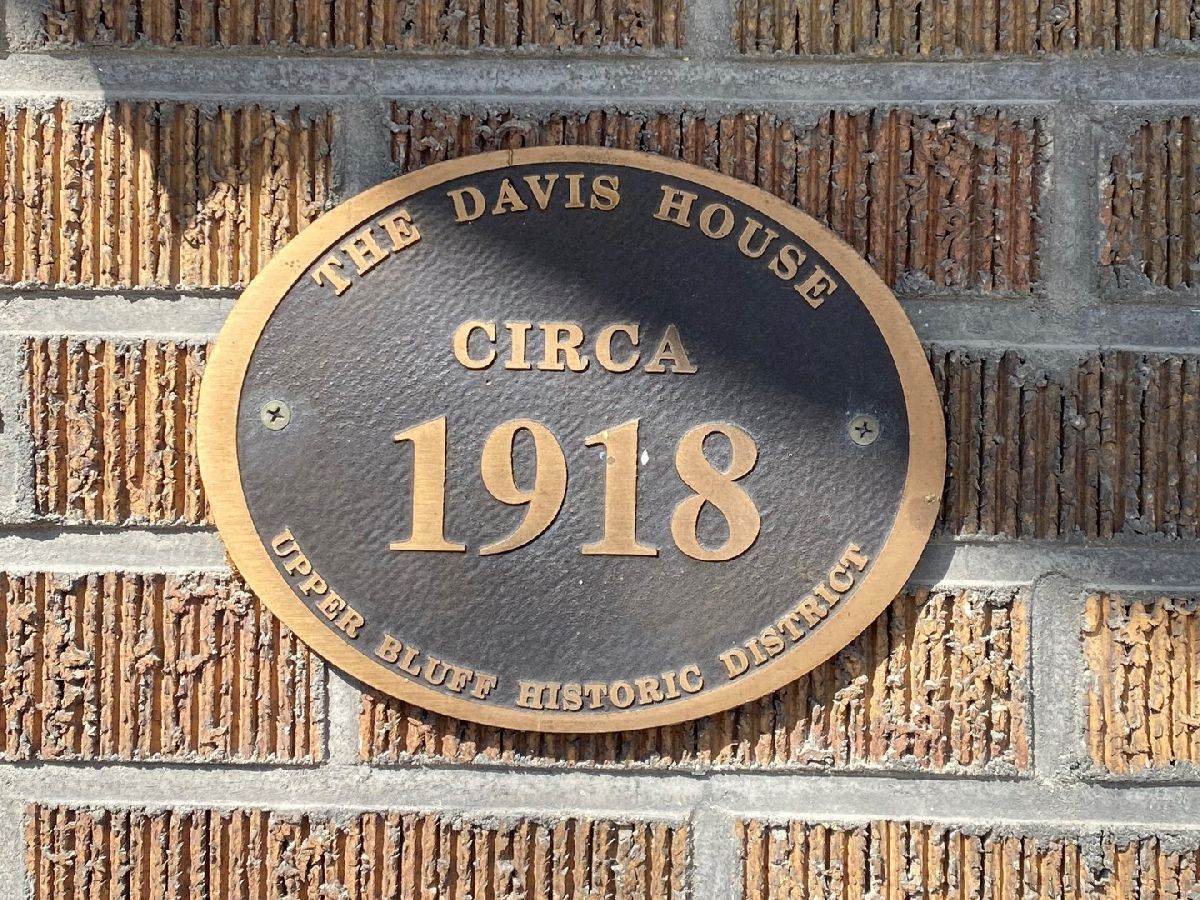 THE DAVIS HOUSE
CIRCA
1918
UPPER BLUFF HISTORIC DISTRICT